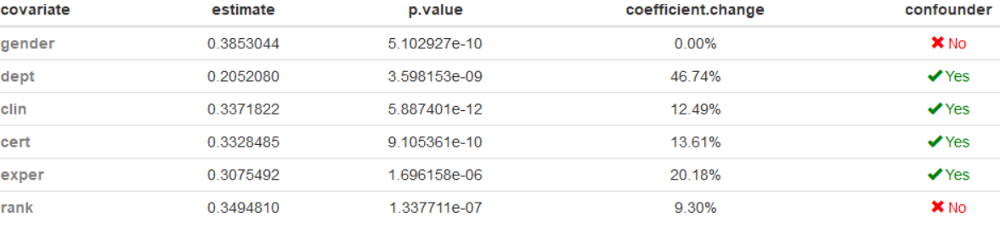 covariate estimate p.value coefficient.change confounder
gender 0.3853044 5.102927e-10 0.00% ✖ No
dept 0.2052080 3.598153e-09 46.74% ✔ Yes
clin 0.3371822 5.887401e-12 12.49% ✔ Yes
cert 0.3328485 9.105361e-10 13.61% ✔ Yes
exper 0.3075492 1.696158e-06 20.18% ✔ Yes
rank 0.3494810 1.337711e-07 9.30% ✖ No